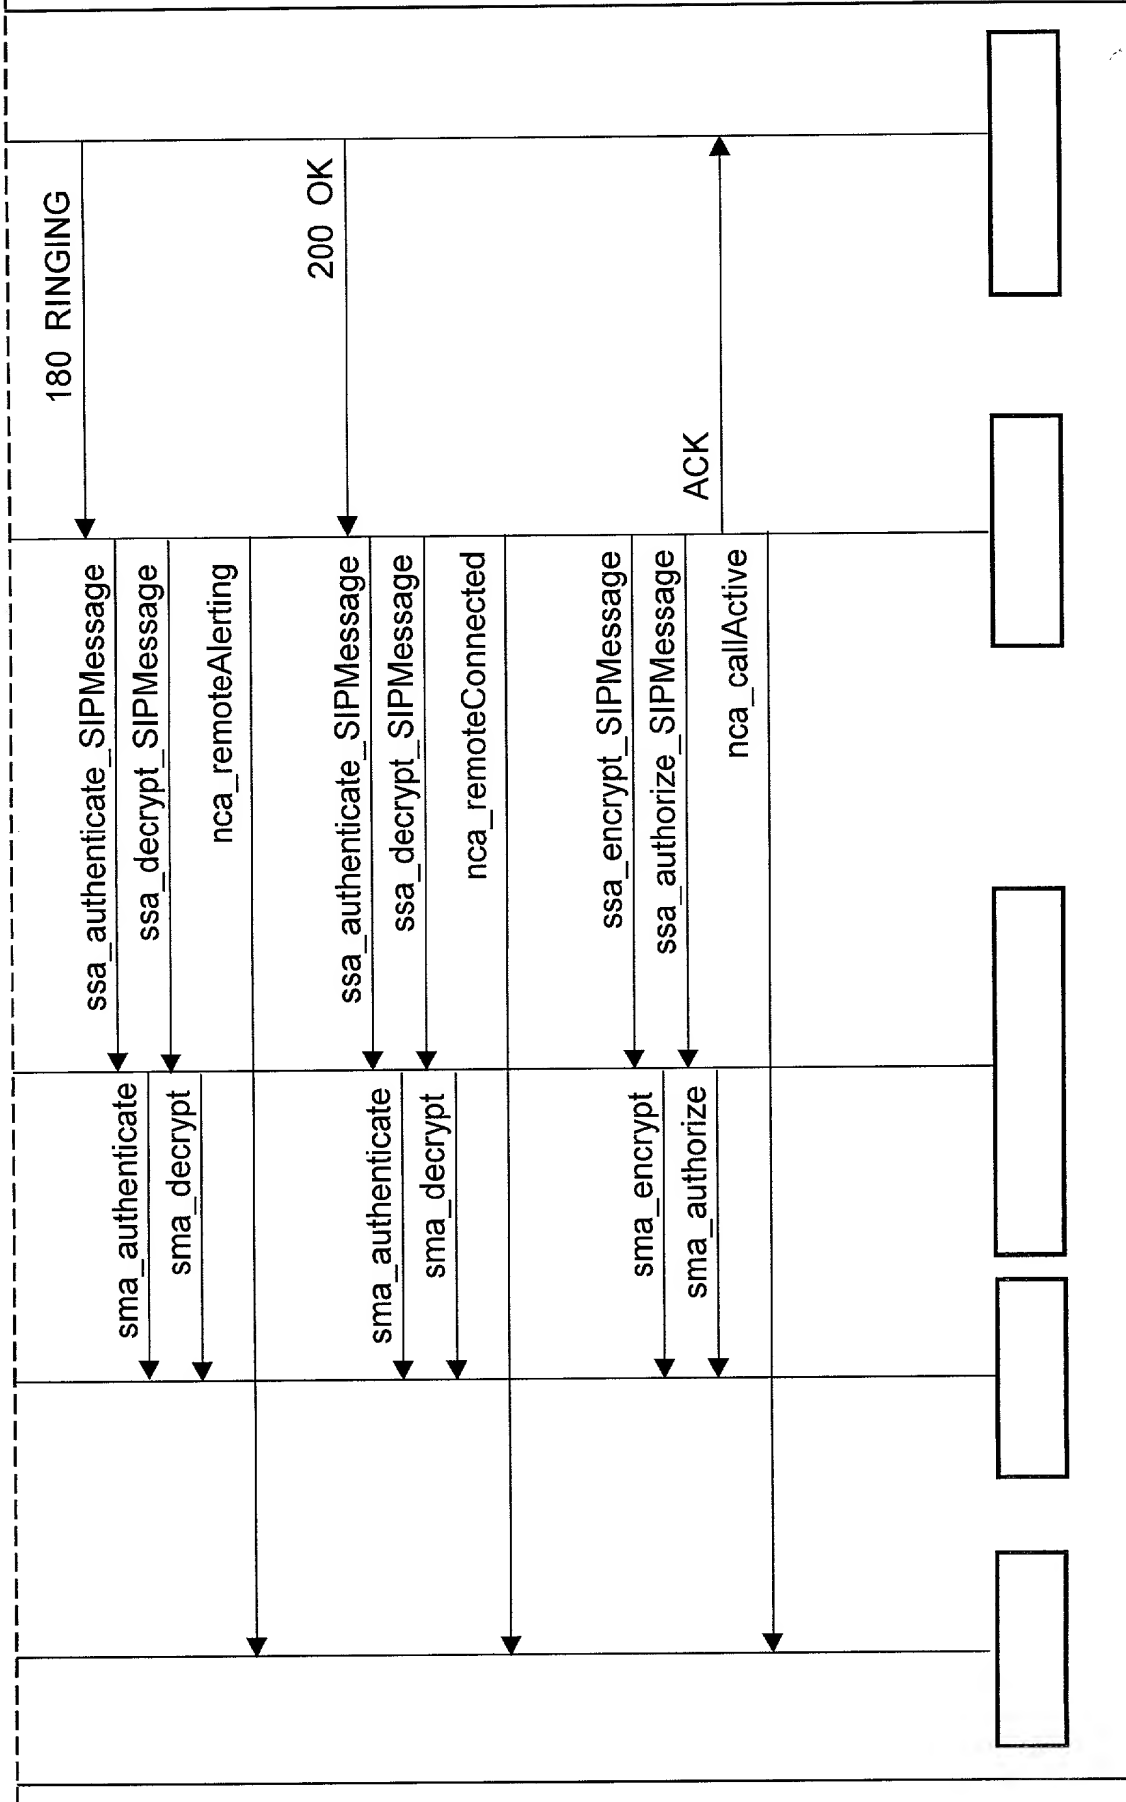 180 RINGING
ssa_authenticate_SIPMessage
sma_authenticate
ssa_decrypt_SIPMessage
sma_decrypt
nca_remoteAlerting
200 OK
ssa_authenticate_SIPMessage
sma_authenticate
ssa_decrypt_SIPMessage
sma_decrypt
nca_remoteConnected
ssa_encrypt_SIPMessage
sma_encrypt
ssa_authorize_SIPMessage
sma_authorize
ACK
nca_callActive